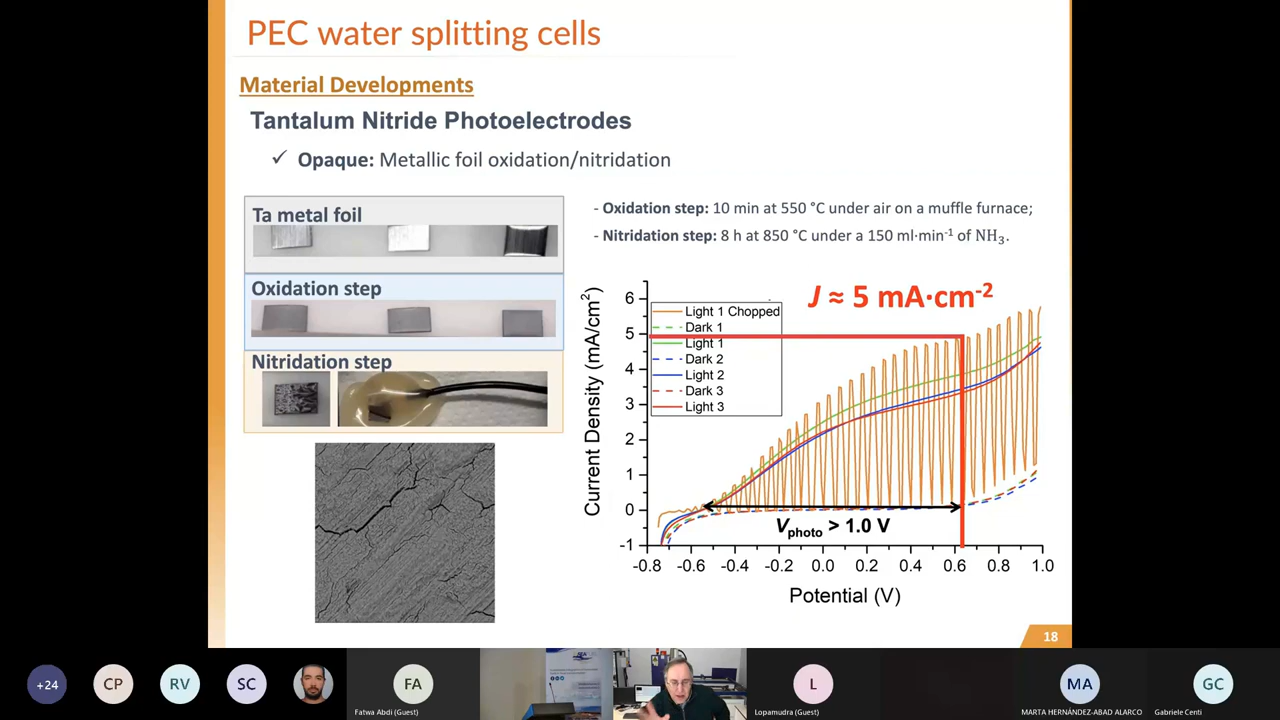 PEC water splitting cells
Material Developments
Tantalum Nitride Photoelectrodes
✓ Opaque: Metallic foil oxidation/nitridation
Ta metal foil
Oxidation step
Nitridation step
- Oxidation step: 10 min at 550 °C under air on a muffle furnace;
- Nitridation step: 8 h at 850 °C under a 150 ml·min⁻¹ of NH₃.
J ≈ 5 mA·cm⁻²
Light 1 Chopped
Dark 1
Light 1
Dark 2
Light 2
Dark 3
Light 3
Current Density (mA/cm²)
6
5
4
3
2
1
0
-1
Vphoto > 1.0 V
-0.8 -0.6 -0.4 -0.2 0.0 0.2 0.4 0.6 0.8 1.0
Potential (V)
18
+24
CP
RV
SC
FA
Fatwa Abdi (Guest)
L
Lopamudra (Guest)
MA
MARTA HERNÁNDEZ-ABAD ALARCO
GC
Gabriele Centi